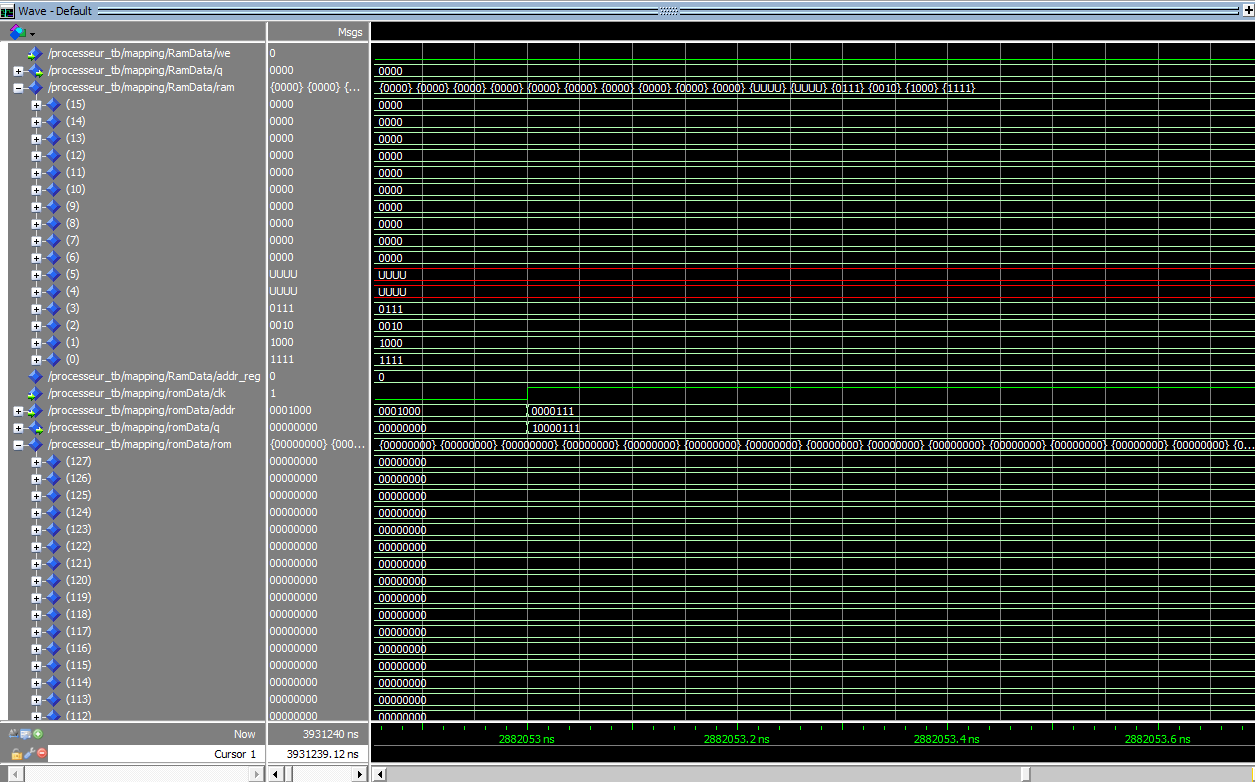 Wave - Default
Msgs
/processeur_tb/mapping/RamData/we 0
/processeur_tb/mapping/RamData/q 0000 0000
/processeur_tb/mapping/RamData/ram {0000} {0000} {... {0000} {0000} {0000} {0000} {0000} {0000} {0000} {0000} {0000} {0000} {UUUU} {UUUU} {0111} {0010} {1000} {1111}
(15) 0000 0000
(14) 0000 0000
(13) 0000 0000
(12) 0000 0000
(11) 0000 0000
(10) 0000 0000
(9) 0000 0000
(8) 0000 0000
(7) 0000 0000
(6) 0000 0000
(5) UUUU UUUU
(4) UUUU UUUU
(3) 0111 0111
(2) 0010 0010
(1) 1000 1000
(0) 1111 1111
/processeur_tb/mapping/RamData/addr_reg 0 0
/processeur_tb/mapping/romData/clk 1
/processeur_tb/mapping/romData/addr 0001000 0001000 0000111
/processeur_tb/mapping/romData/q 00000000 00000000 10000111
/processeur_tb/mapping/romData/rom {00000000} {000... {00000000} {00000000} {00000000} {00000000} {00000000} {00000000} {00000000} {00000000} {00000000} {00000000} {00000000} {00000000} {00000000} {00000000} {0...
(127) 00000000 00000000
(126) 00000000 00000000
(125) 00000000 00000000
(124) 00000000 00000000
(123) 00000000 00000000
(122) 00000000 00000000
(121) 00000000 00000000
(120) 00000000 00000000
(119) 00000000 00000000
(118) 00000000 00000000
(117) 00000000 00000000
(116) 00000000 00000000
(115) 00000000 00000000
(114) 00000000 00000000
(113) 00000000 00000000
(112) 00000000 00000000
Now 3931240 ns 2882053 ns 2882053.2 ns 2882053.4 ns 2882053.6 ns
Cursor 1 3931239.12 ns